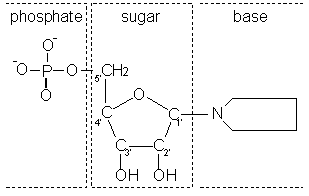 phosphate sugar base
O⁻
⁻O P O 5' CH2
O O
4' C C 1' N
C 3' C 2'
OH OH